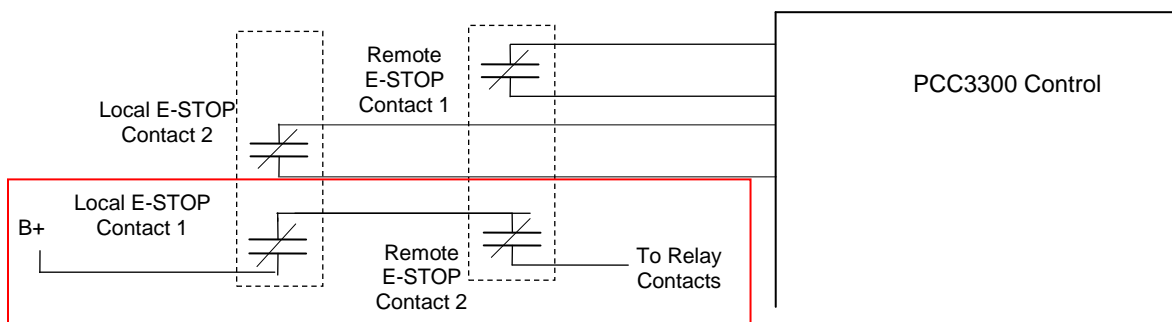 Remote
E-STOP
Contact 1
PCC3300 Control
Local E-STOP
Contact 2
Local E-STOP
Contact 1
B+
Remote
E-STOP
Contact 2
To Relay
Contacts